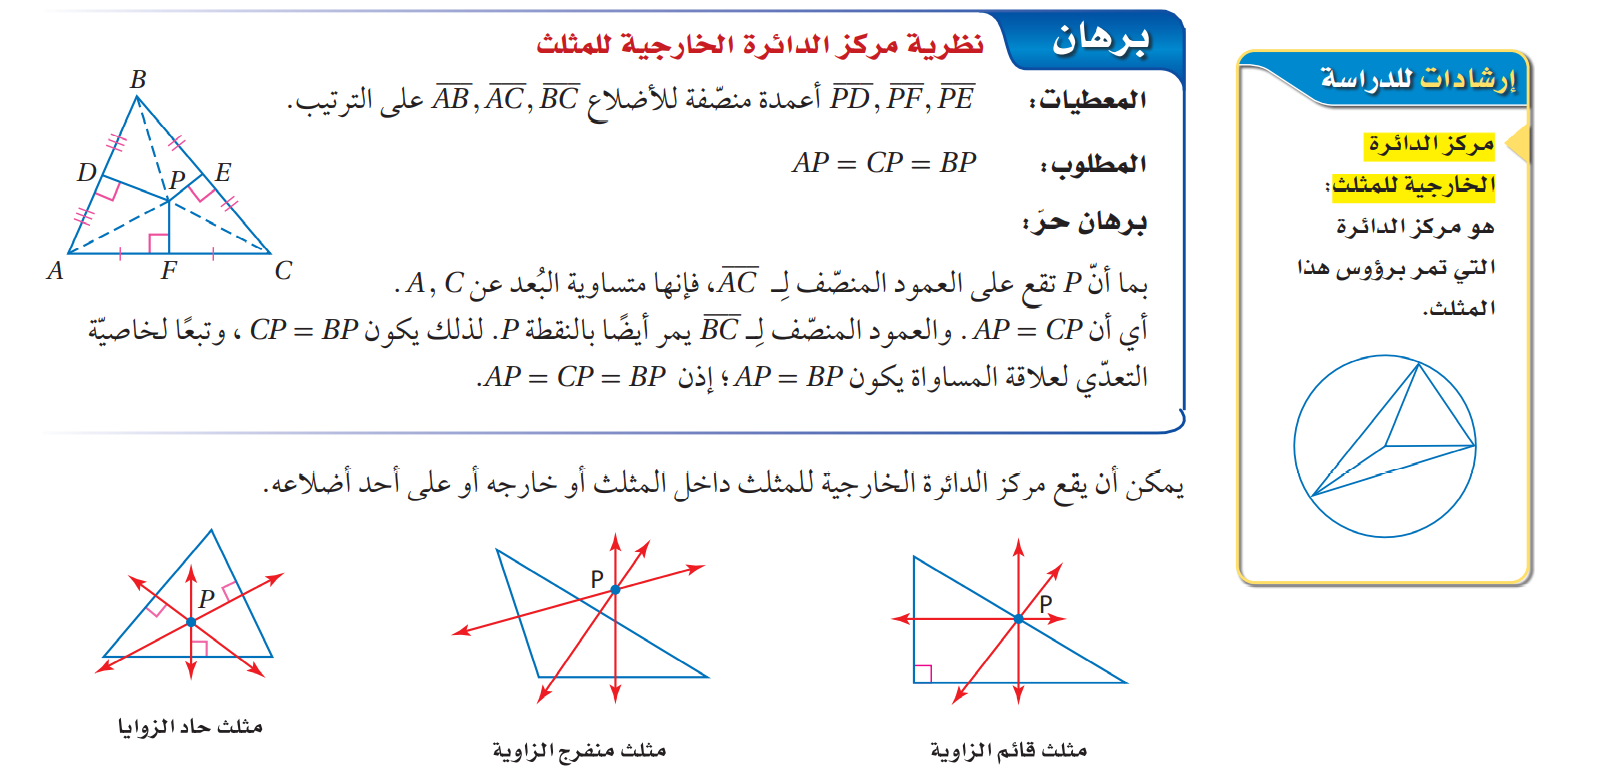 برهان
نظرية مركز الدائرة الخارجية للمثلث
المعطيات: PD, PF, PE أعمدة منصّفة للأضلاع AB, AC, BC على الترتيب.
المطلوب: AP = CP = BP
برهان حرّ:
بما أنّ P تقع على العمود المنصّف لِـ AC، فإنها متساوية البُعد عن A, C .
أي أن AP = CP . والعمود المنصّف لِـ BC يمر أيضًا بالنقطة P. لذلك يكون CP = BP ، وتبعًا لخاصيّة
التعدّي لعلاقة المساواة يكون AP = BP ؛ إذن AP = CP = BP.
B
D
P
E
A
F
C
يمكن أن يقع مركز الدائرة الخارجية للمثلث داخل المثلث أو خارجه أو على أحد أضلاعه.
P
مثلث قائم الزاوية
P
مثلث منفرج الزاوية
P
مثلث حاد الزوايا
إرشادات للدراسة
مركز الدائرة
الخارجية للمثلث:
هو مركز الدائرة
التي تمر برؤوس هذا
المثلث.